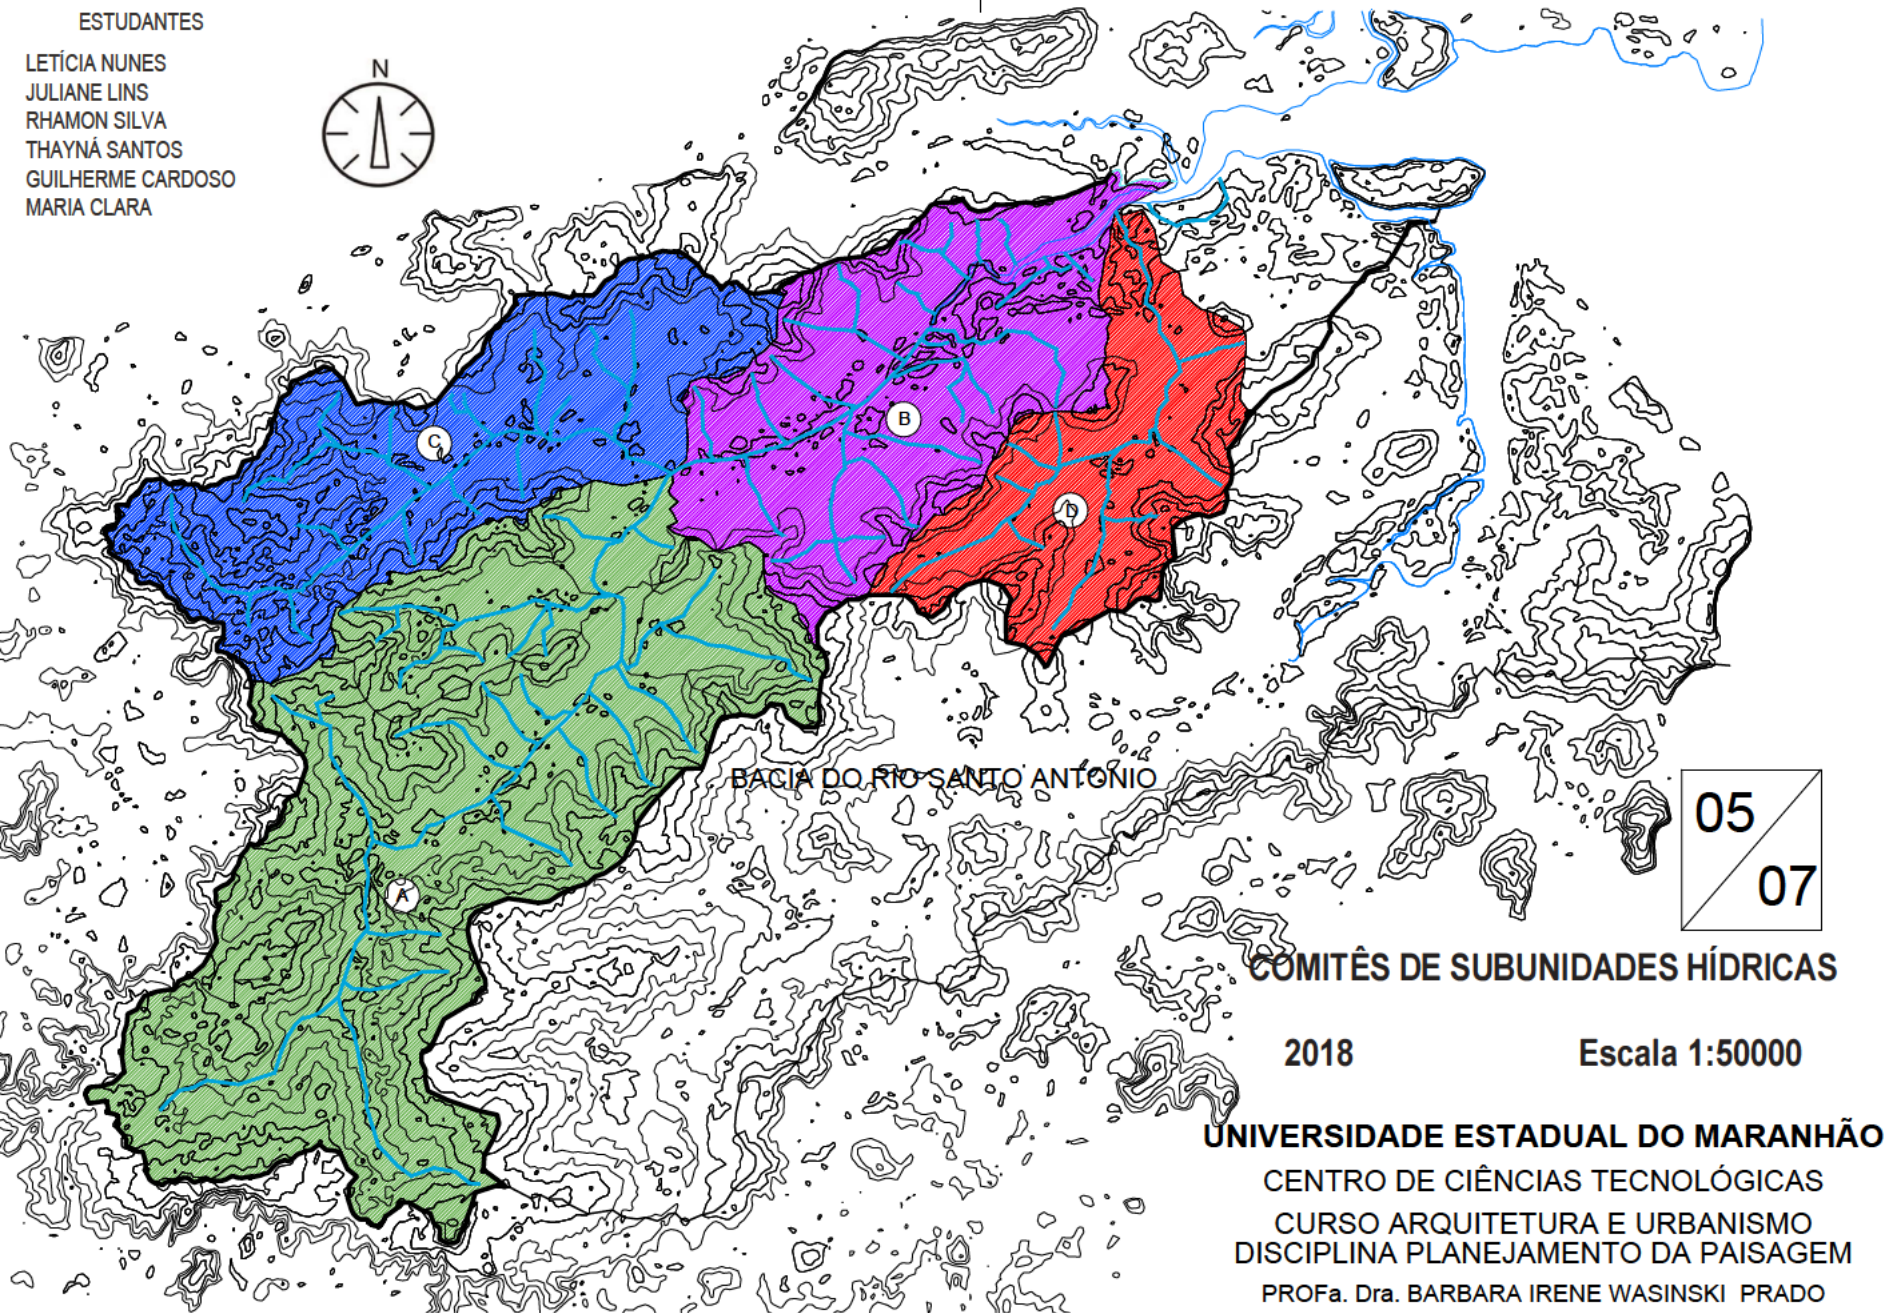 ESTUDANTES
LETÍCIA NUNES
JULIANE LINS
RHAMON SILVA
THAYNÁ SANTOS
GUILHERME CARDOSO
MARIA CLARA
N
C
B
D
A
BACIA DO RIO SANTO ANTONIO
05
07
COMITÊS DE SUBUNIDADES HÍDRICAS
2018 Escala 1:50000
UNIVERSIDADE ESTADUAL DO MARANHÃO
CENTRO DE CIÊNCIAS TECNOLÓGICAS
CURSO ARQUITETURA E URBANISMO
DISCIPLINA PLANEJAMENTO DA PAISAGEM
PROFa. Dra. BARBARA IRENE WASINSKI PRADO